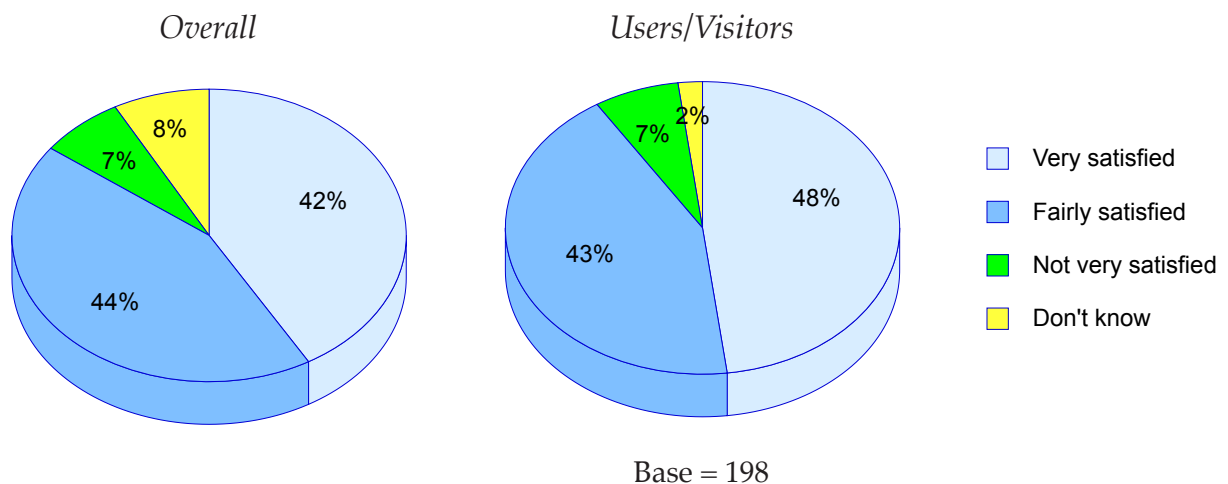 Overall
Users/Visitors
8%
7%
42%
44%
2%
7%
48%
43%
Very satisfied
Fairly satisfied
Not very satisfied
Don't know
Base = 198